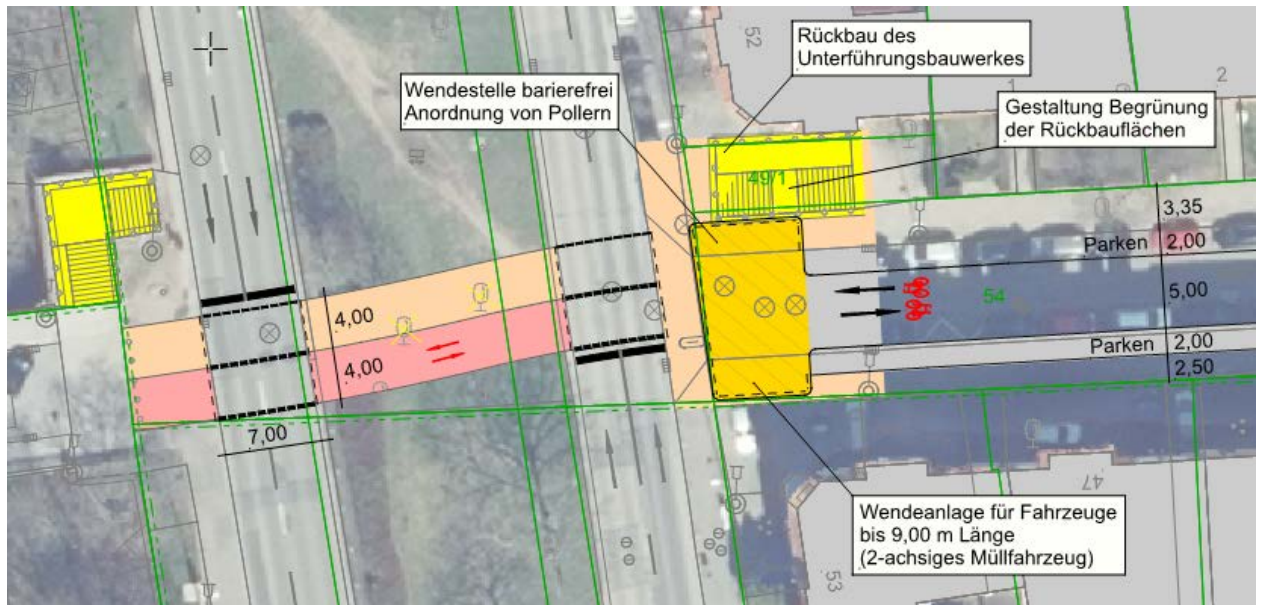 52
Rückbau des
Unterführungsbauwerkes
1
2
Wendestelle barierefrei
Anordnung von Pollern
Gestaltung Begrünung
der Rückbauflächen
49/1
3,35
Parken
2,00
54
5,00
4,00
4,00
Parken
2,00
2,50
7,00
47
Wendeanlage für Fahrzeuge
bis 9,00 m Länge
(2-achsiges Müllfahrzeug)
53